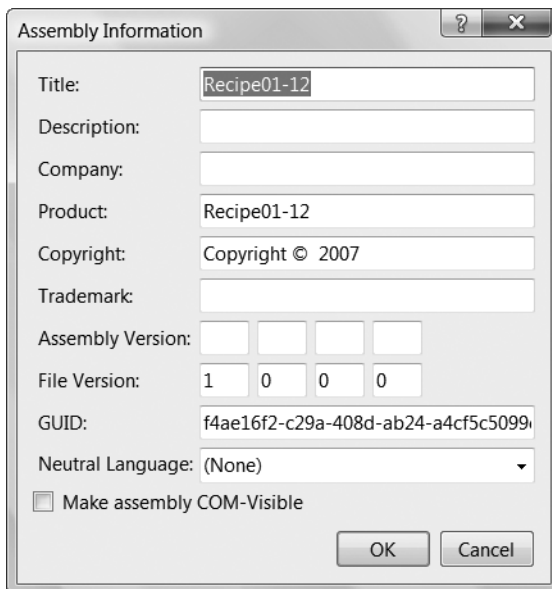 Assembly Information
Title: Recipe01-12
Description:
Company:
Product: Recipe01-12
Copyright: Copyright © 2007
Trademark:
Assembly Version:
File Version: 1 0 0 0
GUID: f4ae16f2-c29a-408d-ab24-a4cf5c5099
Neutral Language: (None)
Make assembly COM-Visible
OK Cancel